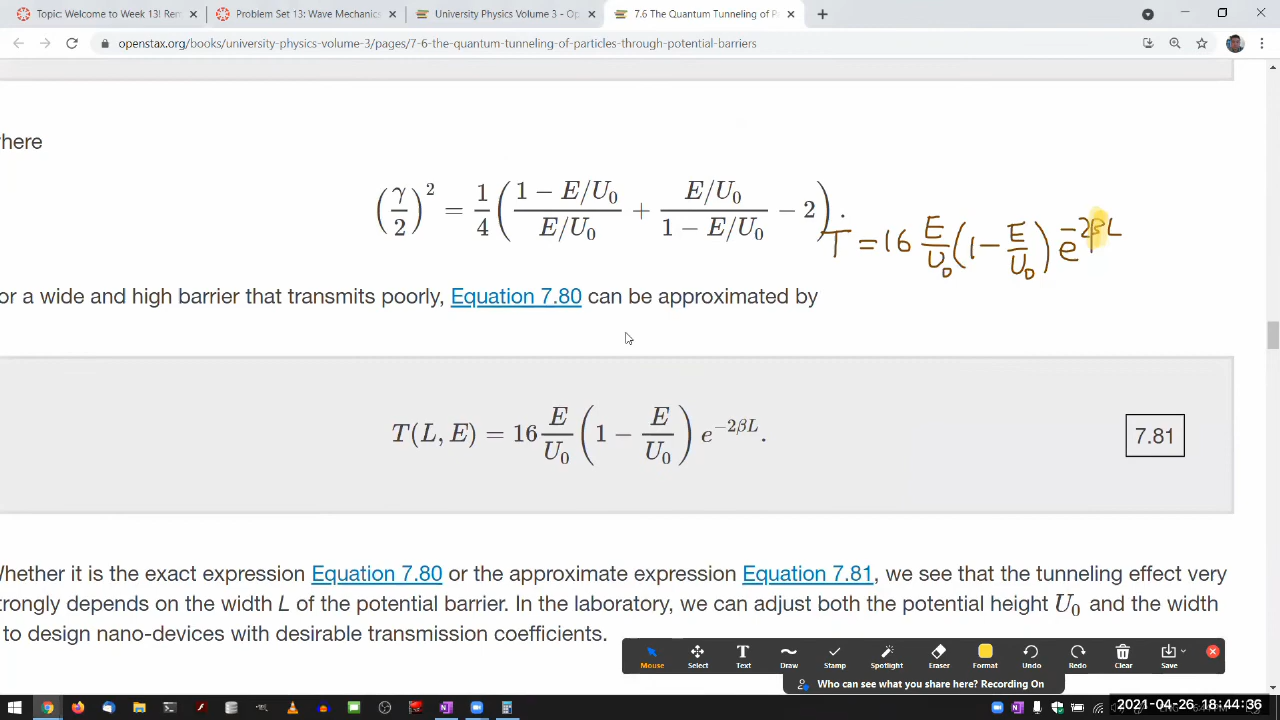 Topic: Welcome to Week 13! Rem
Problem Set 13: Wave Mechanics
University Physics Volume 3 - Op
7.6 The Quantum Tunneling of P
openstax.org/books/university-physics-volume-3/pages/7-6-the-quantum-tunneling-of-particles-through-potential-barriers
here
(γ/2)² = 1/4 ( (1 − E/U₀)/(E/U₀) + (E/U₀)/(1 − E/U₀) − 2 ).
T = 16 E/U₀ (1 − E/U₀) e^−2βL
or a wide and high barrier that transmits poorly, Equation 7.80 can be approximated by
T(L, E) = 16 E/U₀ (1 − E/U₀) e^−2βL.
7.81
Whether it is the exact expression Equation 7.80 or the approximate expression Equation 7.81, we see that the tunneling effect very
strongly depends on the width L of the potential barrier. In the laboratory, we can adjust both the potential height U₀ and the width
to design nano-devices with desirable transmission coefficients.
Mouse Select Text Draw Stamp Spotlight Eraser Format Undo Redo Clear Save
Who can see what you share here? Recording On
2021-04-26 18:44:36